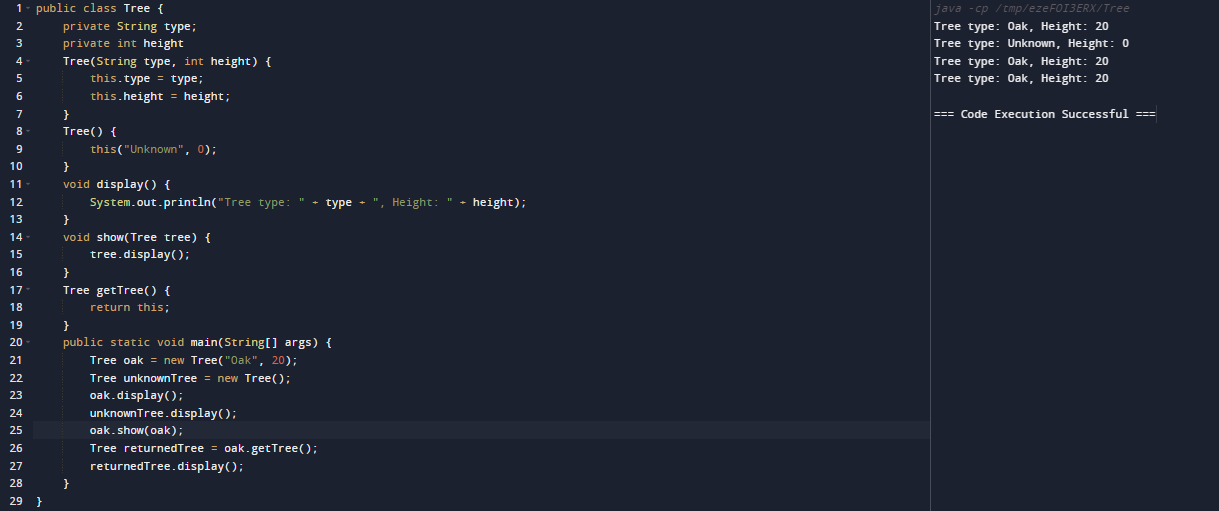 1 public class Tree {
2     private String type;
3     private int height
4     Tree(String type, int height) {
5         this.type = type;
6         this.height = height;
7     }
8     Tree() {
9         this("Unknown", 0);
10     }
11     void display() {
12         System.out.println("Tree type: " + type + ", Height: " + height);
13     }
14     void show(Tree tree) {
15         tree.display();
16     }
17     Tree getTree() {
18         return this;
19     }
20     public static void main(String[] args) {
21         Tree oak = new Tree("Oak", 20);
22         Tree unknownTree = new Tree();
23         oak.display();
24         unknownTree.display();
25         oak.show(oak);
26         Tree returnedTree = oak.getTree();
27         returnedTree.display();
28     }
29 }
java -cp /tmp/ezeFOI3ERX/Tree
Tree type: Oak, Height: 20
Tree type: Unknown, Height: 0
Tree type: Oak, Height: 20
Tree type: Oak, Height: 20
=== Code Execution Successful ===